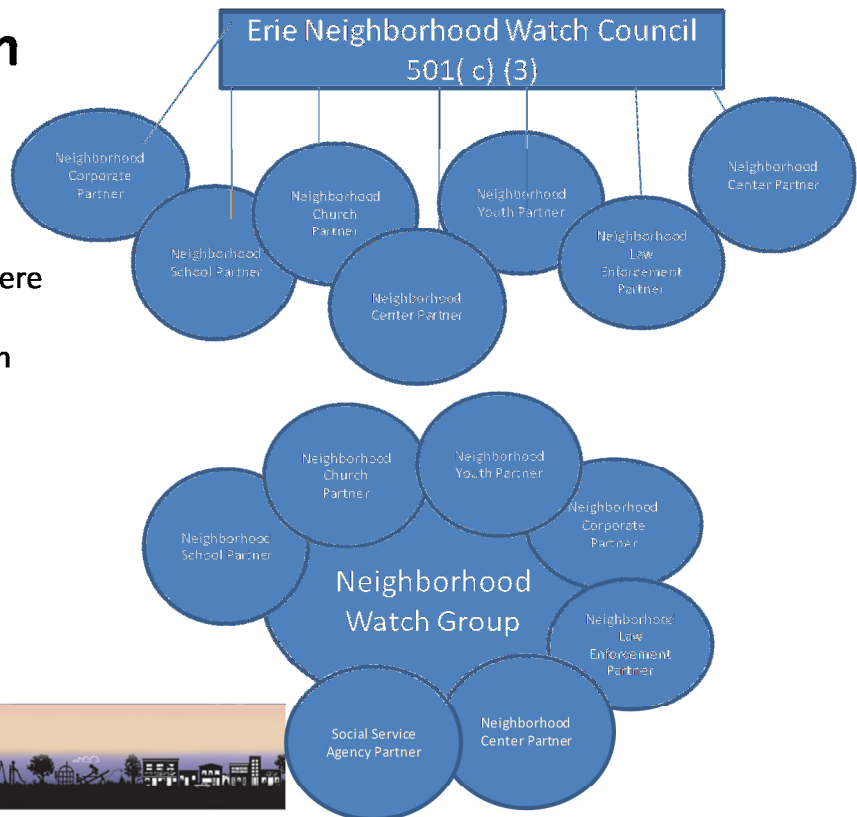 n
Erie Neighborhood Watch Council
501( c) (3)
Neighborhood
Corporate
Partner
Neighborhood
School Partner
Neighborhood
Church
Partner
Neighborhood
Center Partner
Neighborhood
Youth Partner
Neighborhood
Law
Enforcement
Partner
Neighborhood
Center Partner
ere
n
Neighborhood
School Partner
Neighborhood
Church
Partner
Neighborhood
Youth Partner
Neighborhood
Corporate
Partner
Neighborhood
Watch Group
Neighborhood
Law
Enforcement
Partner
Social Service
Agency Partner
Neighborhood
Center Partner